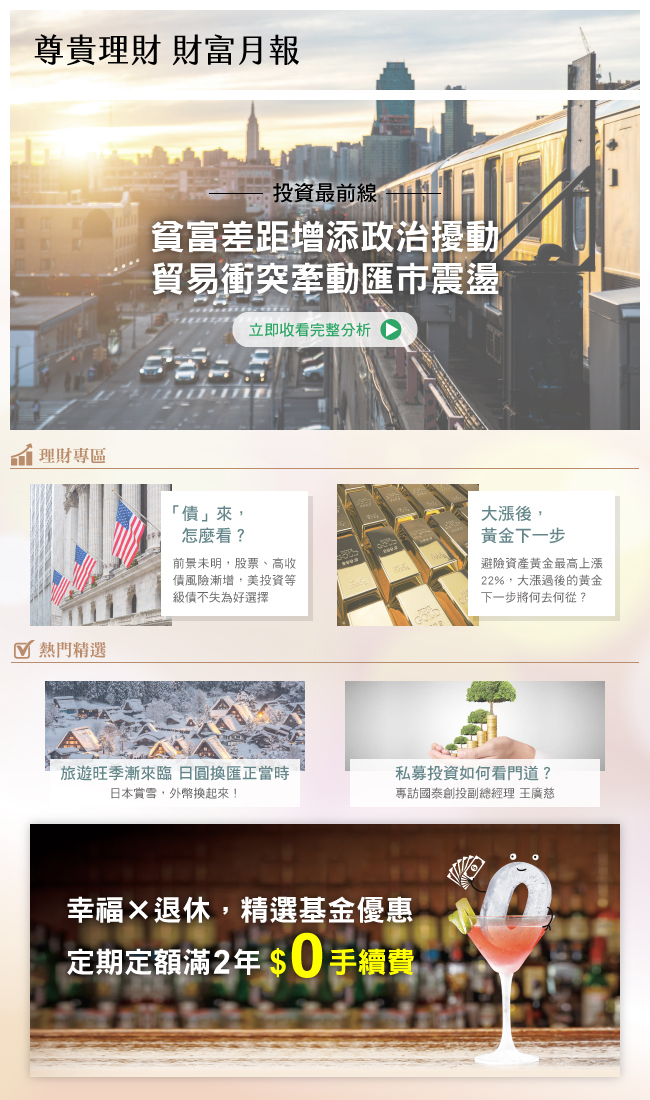 尊貴理財 財富月報
投資最前線
貧富差距增添政治擾動
貿易衝突牽動匯市震盪
立即收看完整分析
理財專區
「債」來，
怎麼看？
前景未明，股票、高收
債風險漸增，美投資等
級債不失為好選擇
大漲後，
黃金下一步
避險資產黃金最高上漲
22%，大漲過後的黃金
下一步將何去何從？
熱門精選
旅遊旺季漸來臨 日圓換匯正當時
日本賞雪，外幣換起來！
私募投資如何看門道？
專訪國泰創投副總經理 王廣慈
幸福×退休，精選基金優惠
定期定額滿2年 $0手續費